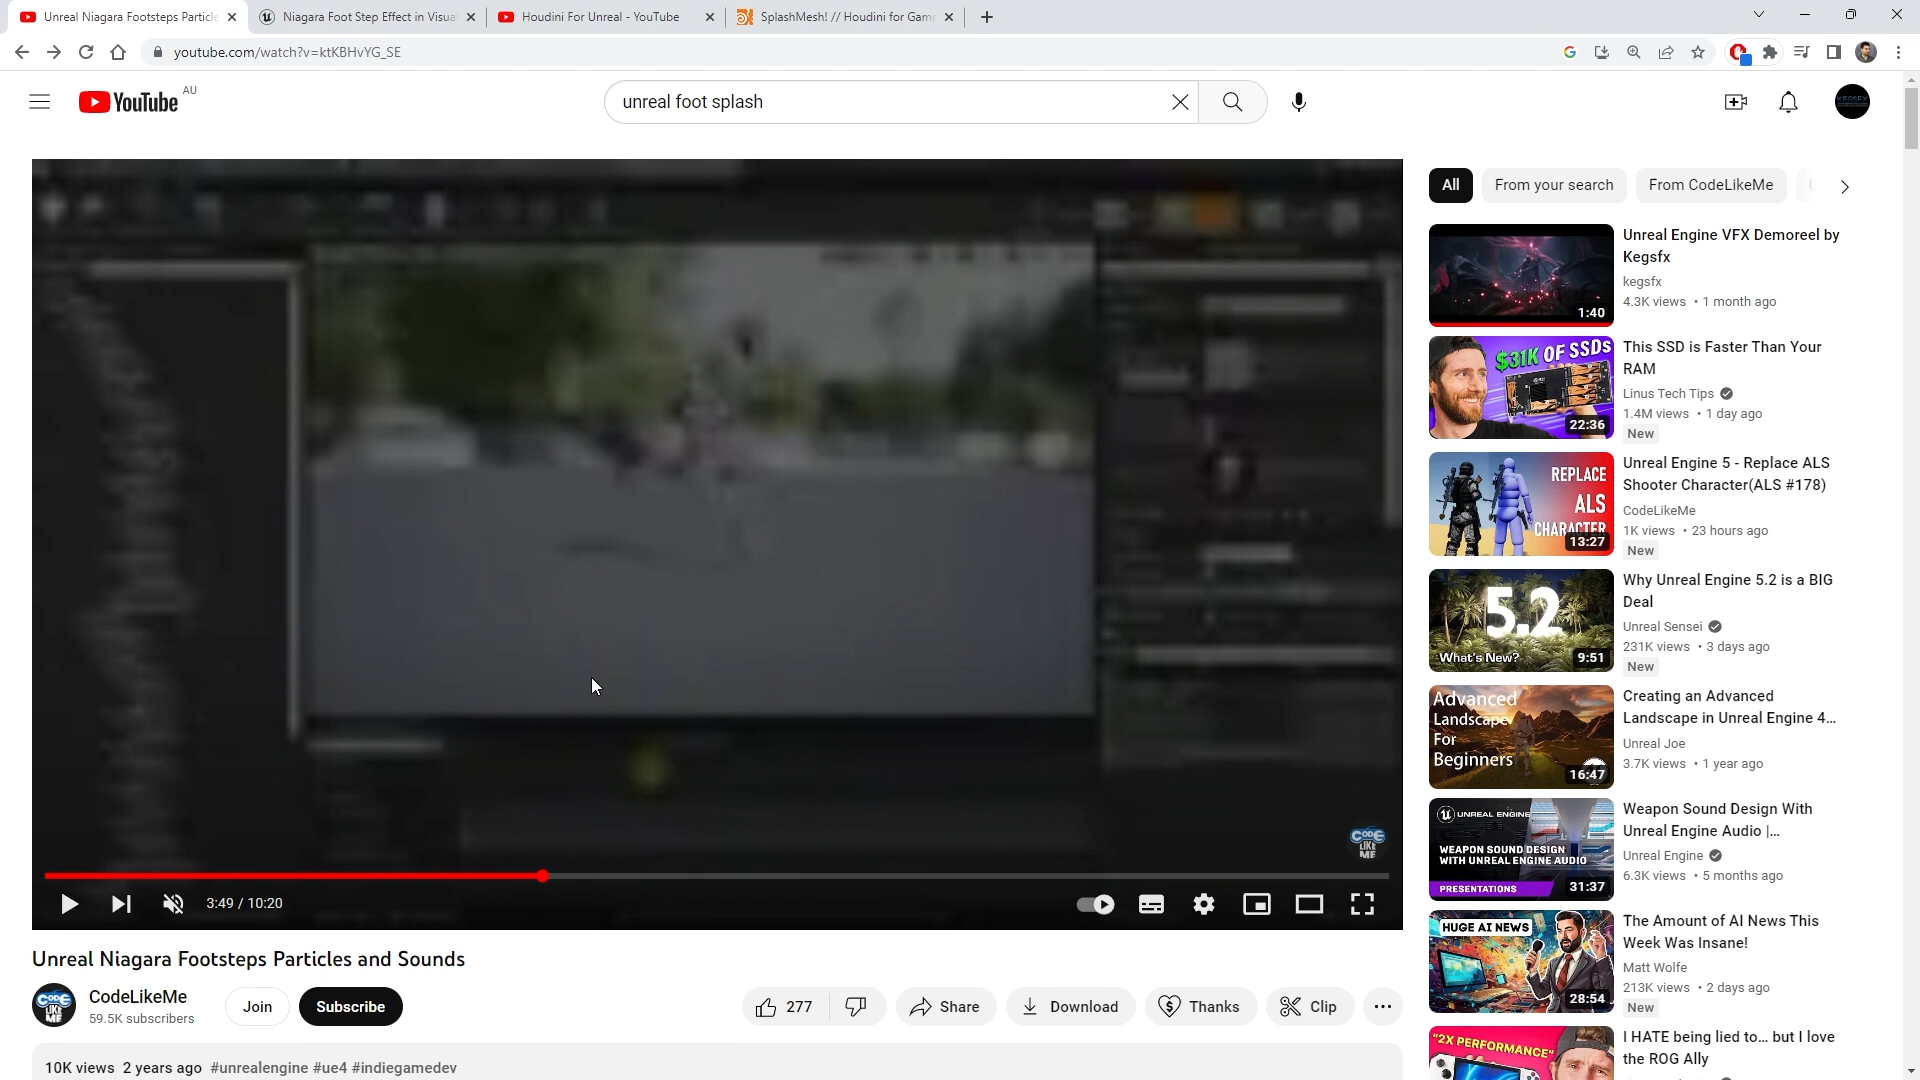 Unreal Niagara Footsteps Particle
Niagara Foot Step Effect in Visua
Houdini For Unreal - YouTube
SplashMesh! // Houdini for Game
youtube.com/watch?v=ktKBHvYG_SE
YouTube AU
unreal foot splash
All
From your search
From CodeLikeMe
Unreal Engine VFX Demoreel by
Kegsfx
kegsfx
4.3K views • 1 month ago
1:40
$31K OF SSDS
22:36
This SSD is Faster Than Your
RAM
Linus Tech Tips
1.4M views • 1 day ago
New
REPLACE
ALS
CHARACTER
13:27
Unreal Engine 5 - Replace ALS
Shooter Character(ALS #178)
CodeLikeMe
1K views • 23 hours ago
New
5.2
What's New?
9:51
Why Unreal Engine 5.2 is a BIG
Deal
Unreal Sensei
231K views • 3 days ago
New
Advanced
Landscape
For
Beginners
16:47
Creating an Advanced
Landscape in Unreal Engine 4...
Unreal Joe
3.7K views • 1 year ago
UNREAL ENGINE
WEAPON SOUND DESIGN
WITH UNREAL ENGINE AUDIO
PRESENTATIONS
31:37
Weapon Sound Design With
Unreal Engine Audio |...
Unreal Engine
6.3K views • 5 months ago
HUGE AI NEWS
28:54
The Amount of AI News This
Week Was Insane!
Matt Wolfe
213K views • 2 days ago
New
"2X PERFORMANCE"
I HATE being lied to... but I love
the ROG Ally
CODE
LIKE
ME
3:49 / 10:20
Unreal Niagara Footsteps Particles and Sounds
CODE
LIKE
ME
CodeLikeMe
59.5K subscribers
Join
Subscribe
277
Share
Download
Thanks
Clip
10K views 2 years ago #unrealengine #ue4 #indiegamedev